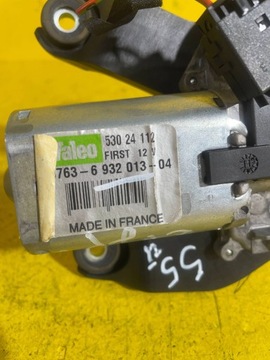 Valeo
530 24 112
FIRST 12 V
763-6 932 013-04
MADE IN FRANCE
55